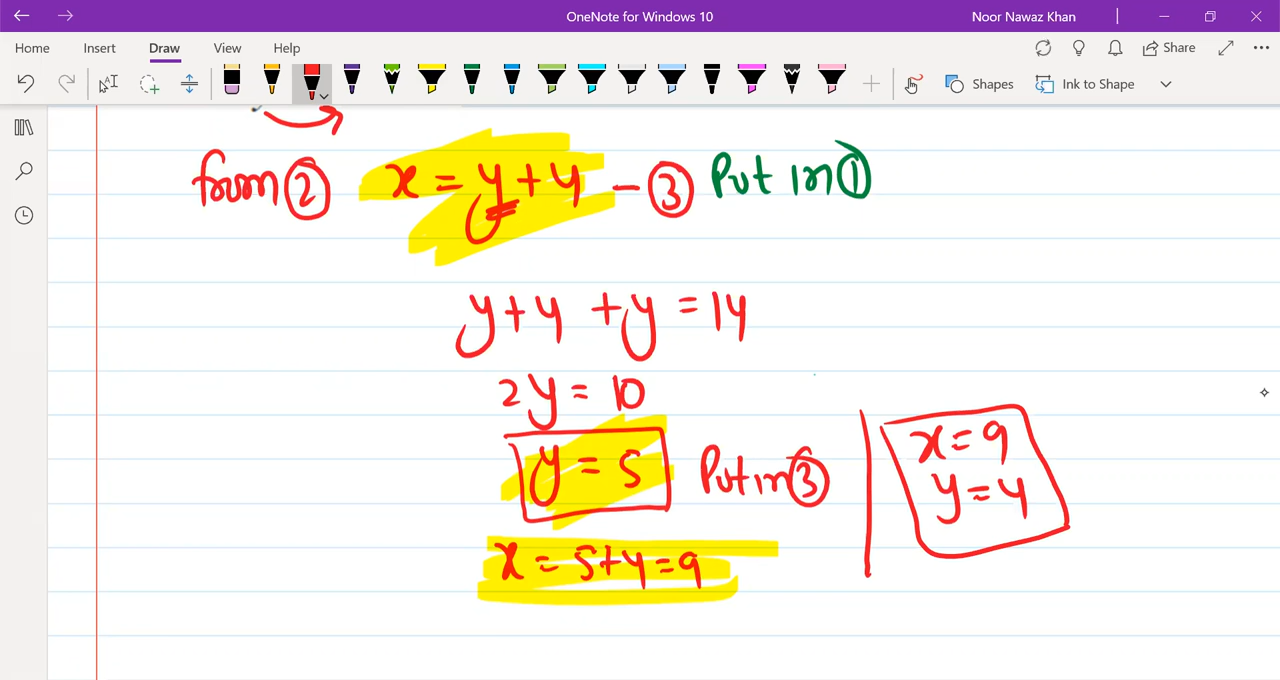 OneNote for Windows 10
Noor Nawaz Khan
Home Insert Draw View Help
Share
Shapes
Ink to Shape
from ② x = y + 4 – ③ Put in ①
y + 4 + y = 14
2y = 10
y = 5 Put in ③
x = 5 + 4 = 9
x = 9
y = 4